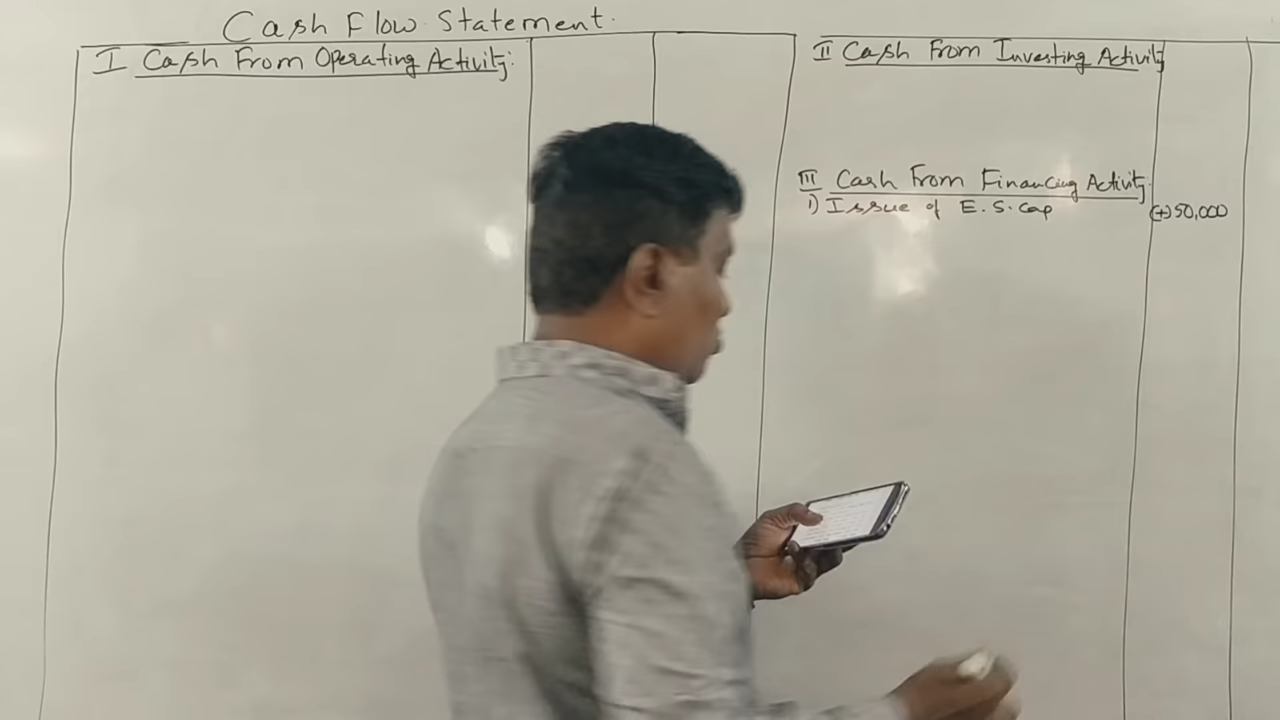 Cash Flow Statement.
I Cash From Operating Activity:
II Cash From Investing Activity
III Cash From Financing Activity
1) Issue of E.S.Cap (+) 50,000